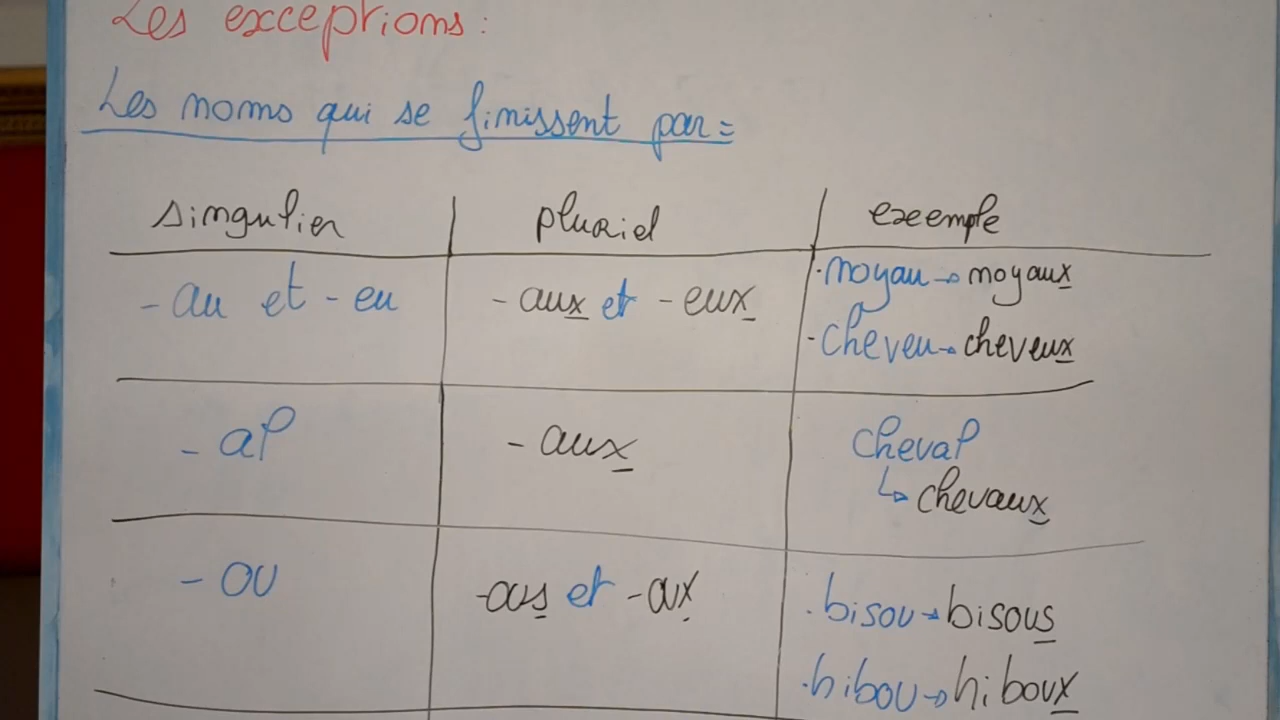 Les exceptions:
Les noms qui se finissent par:
singulier pluriel exeemple
-au et -eu -aux et -eux .noyau→noyaux
-cheveu→cheveux
-al -aux cheval
↳ chevaux
-ou -ous et -oux .bisou→bisous
.hibou→hiboux